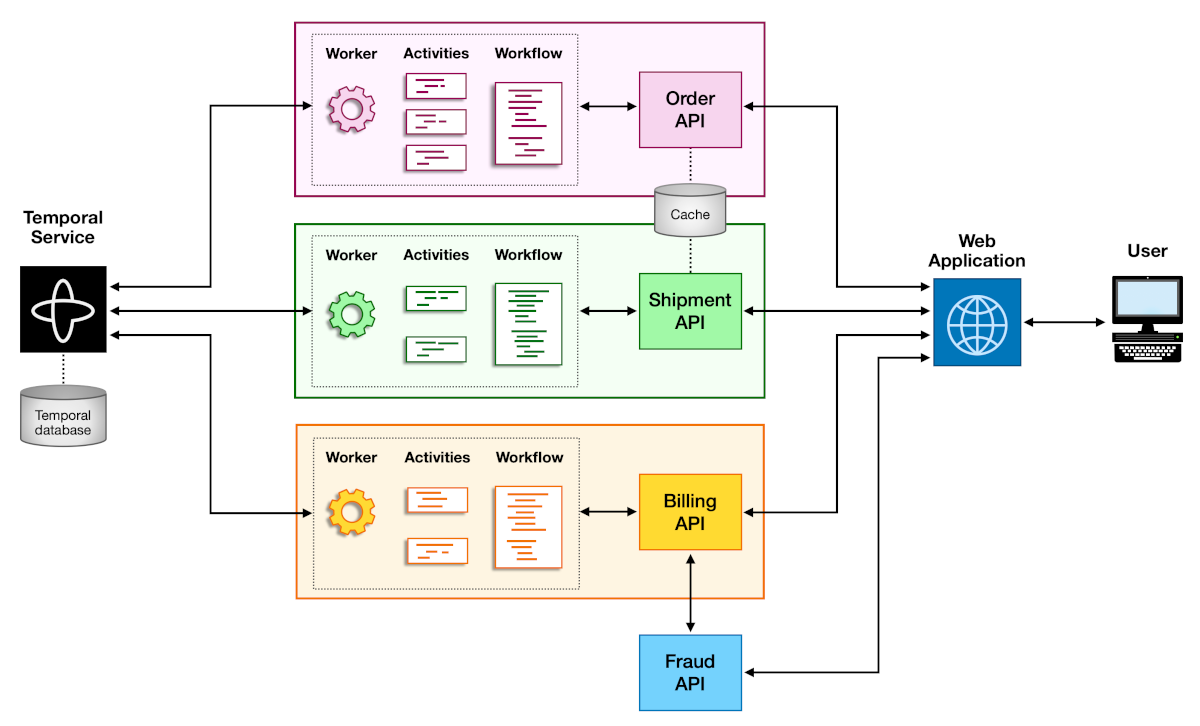 Worker
Activities
Workflow
Order
API
Cache
Temporal
Service
Temporal
database
Worker
Activities
Workflow
Shipment
API
Web
Application
User
Worker
Activities
Workflow
Billing
API
Fraud
API